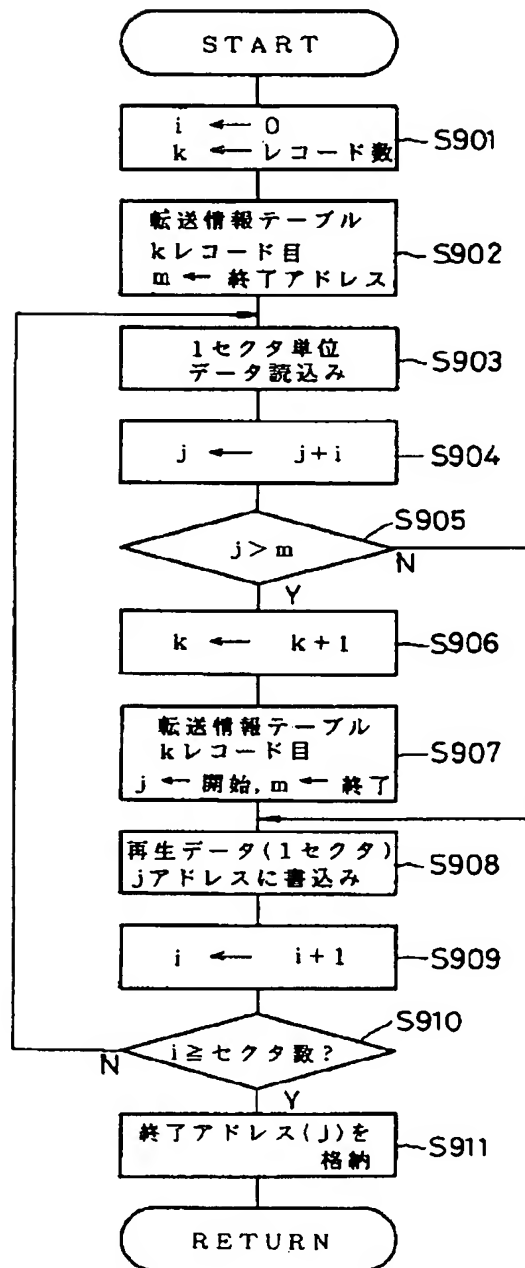 START
i ← 0
k ← レコード数
S901
転送情報テーブル
kレコード目
m ← 終了アドレス
S902
1セクタ単位
データ読込み
S903
j ← j+i
S904
S905
j>m
N
Y
k ← k+1
S906
転送情報テーブル
kレコード目
j ← 開始, m ← 終了
S907
再生データ(1セクタ)
jアドレスに書込み
S908
i ← i+1
S909
S910
i≧セクタ数?
N
Y
終了アドレス(J)を
格納
S911
RETURN